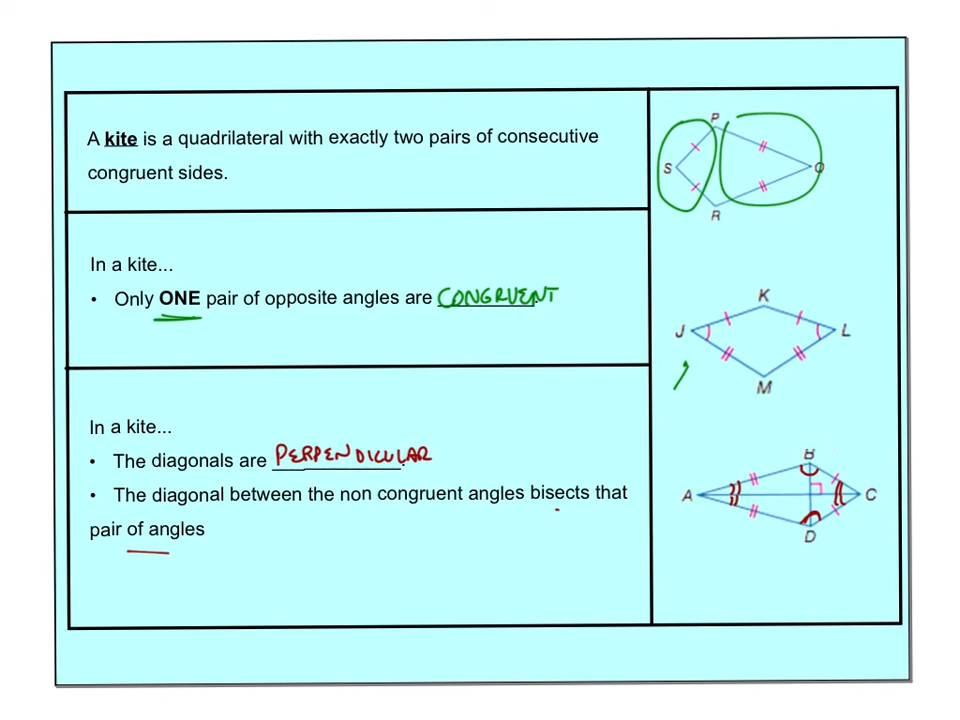 A kite is a quadrilateral with exactly two pairs of consecutive
congruent sides.
P
S
Q
R
In a kite...
• Only ONE pair of opposite angles are CONGRUENT.
K
J
L
M
In a kite...
• The diagonals are PERPENDICULAR.
• The diagonal between the non congruent angles bisects that
pair of angles
B
A
C
D